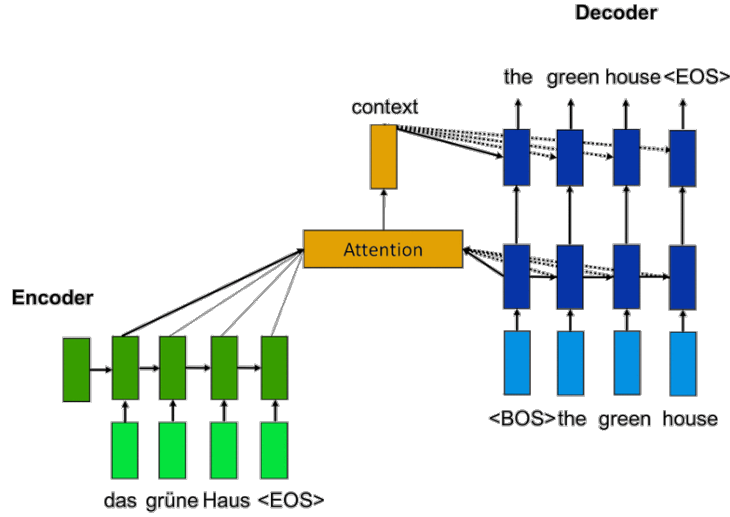 Decoder
the green house <EOS>
context
Attention
Encoder
<BOS> the green house
das grüne Haus <EOS>